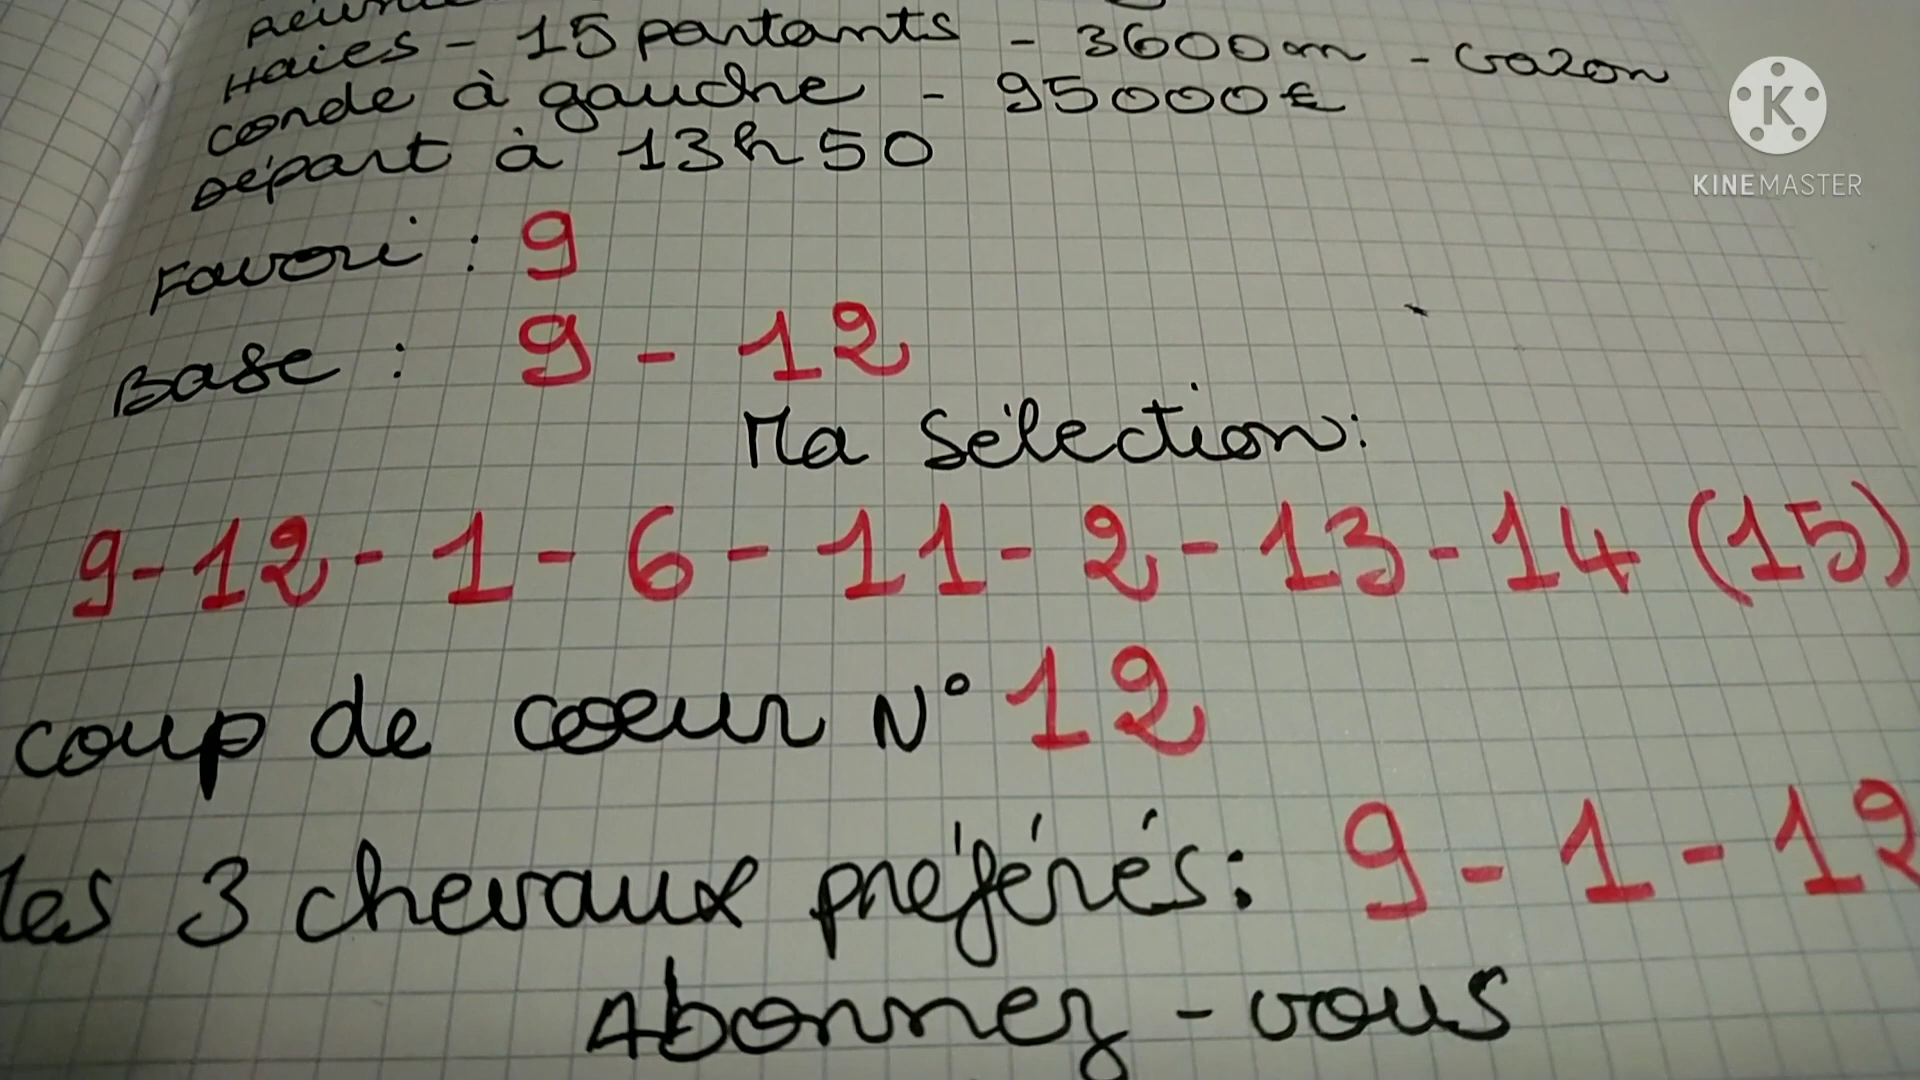 Haies - 15 partants - 3600m - Gazon
corde à gauche - 95000€
Départ à 13h50
Favori : 9
Base : 9 - 12
Ma Sélection:
9-12-1-6-11-2-13-14 (15)
coup de coeur N° 12
les 3 chevaux préférés: 9-1-12
Abonnez-vous
KINEMASTER